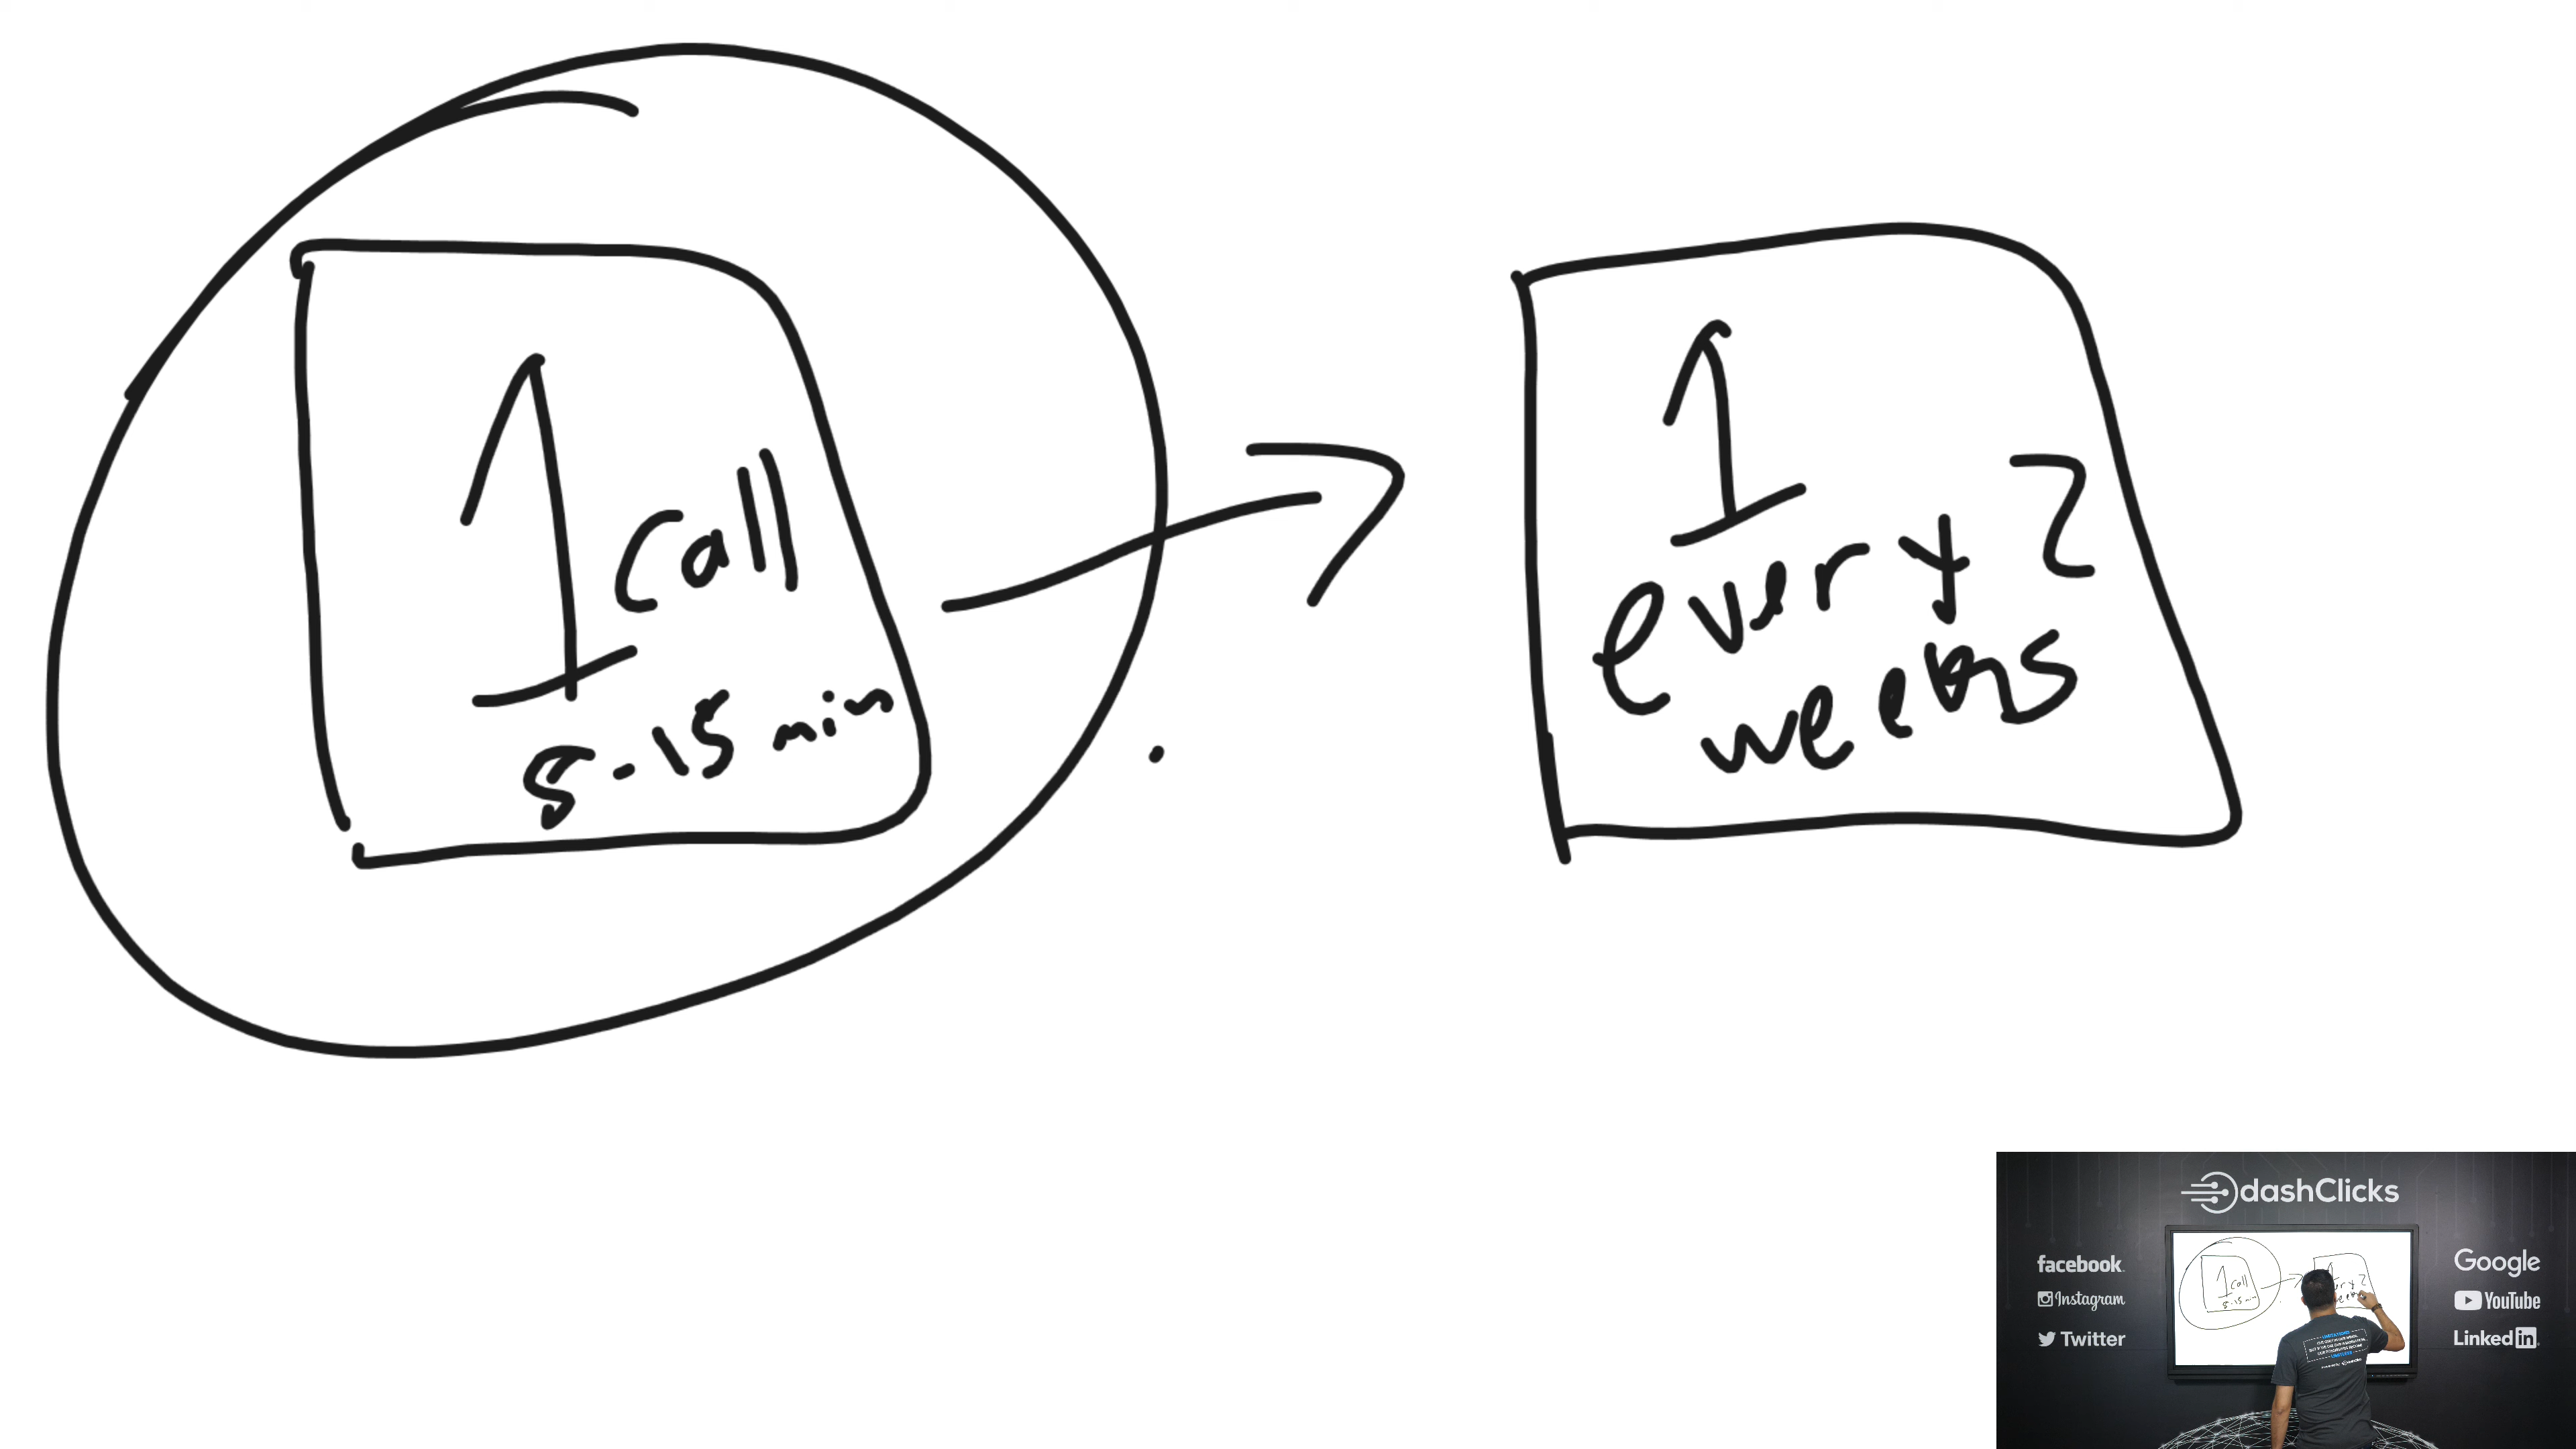 1 call
5-15 min
1
every 2
weeks
dashClicks
facebook
Instagram
Twitter
Google
YouTube
Linkedin